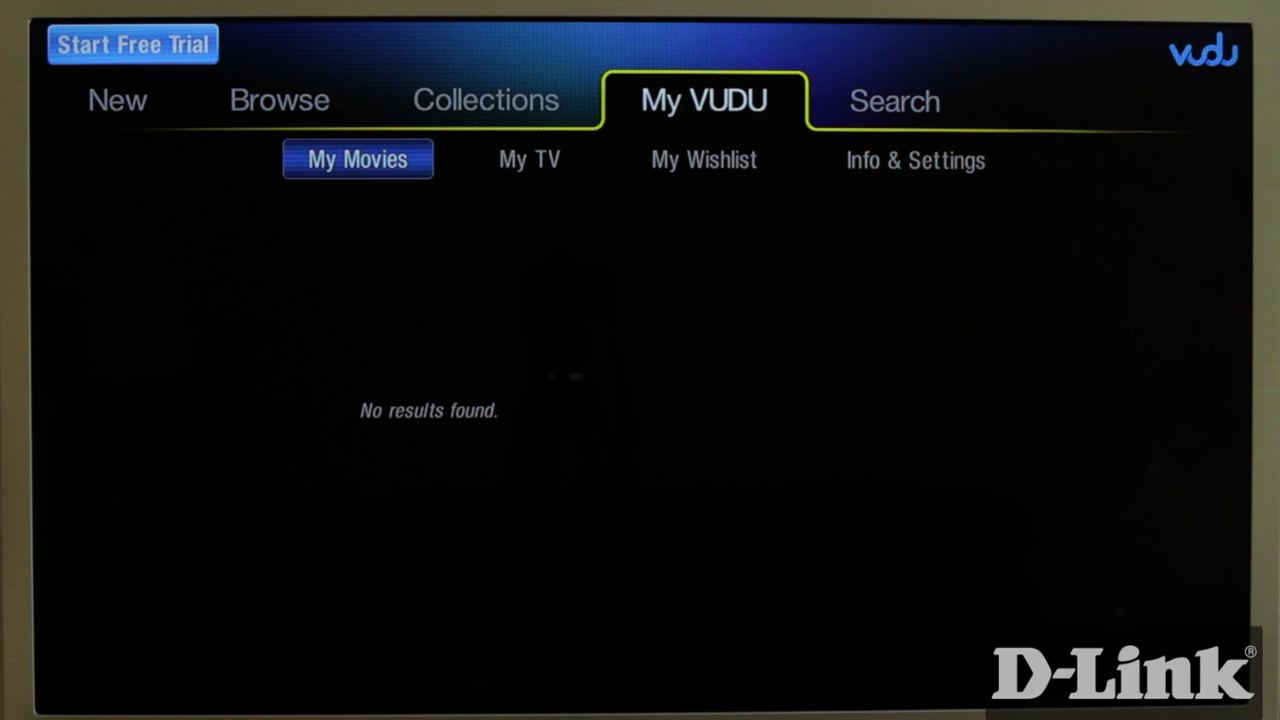 Start Free Trial
vudu
New Browse Collections My VUDU Search
My Movies My TV My Wishlist Info & Settings
No results found.
D-Link®